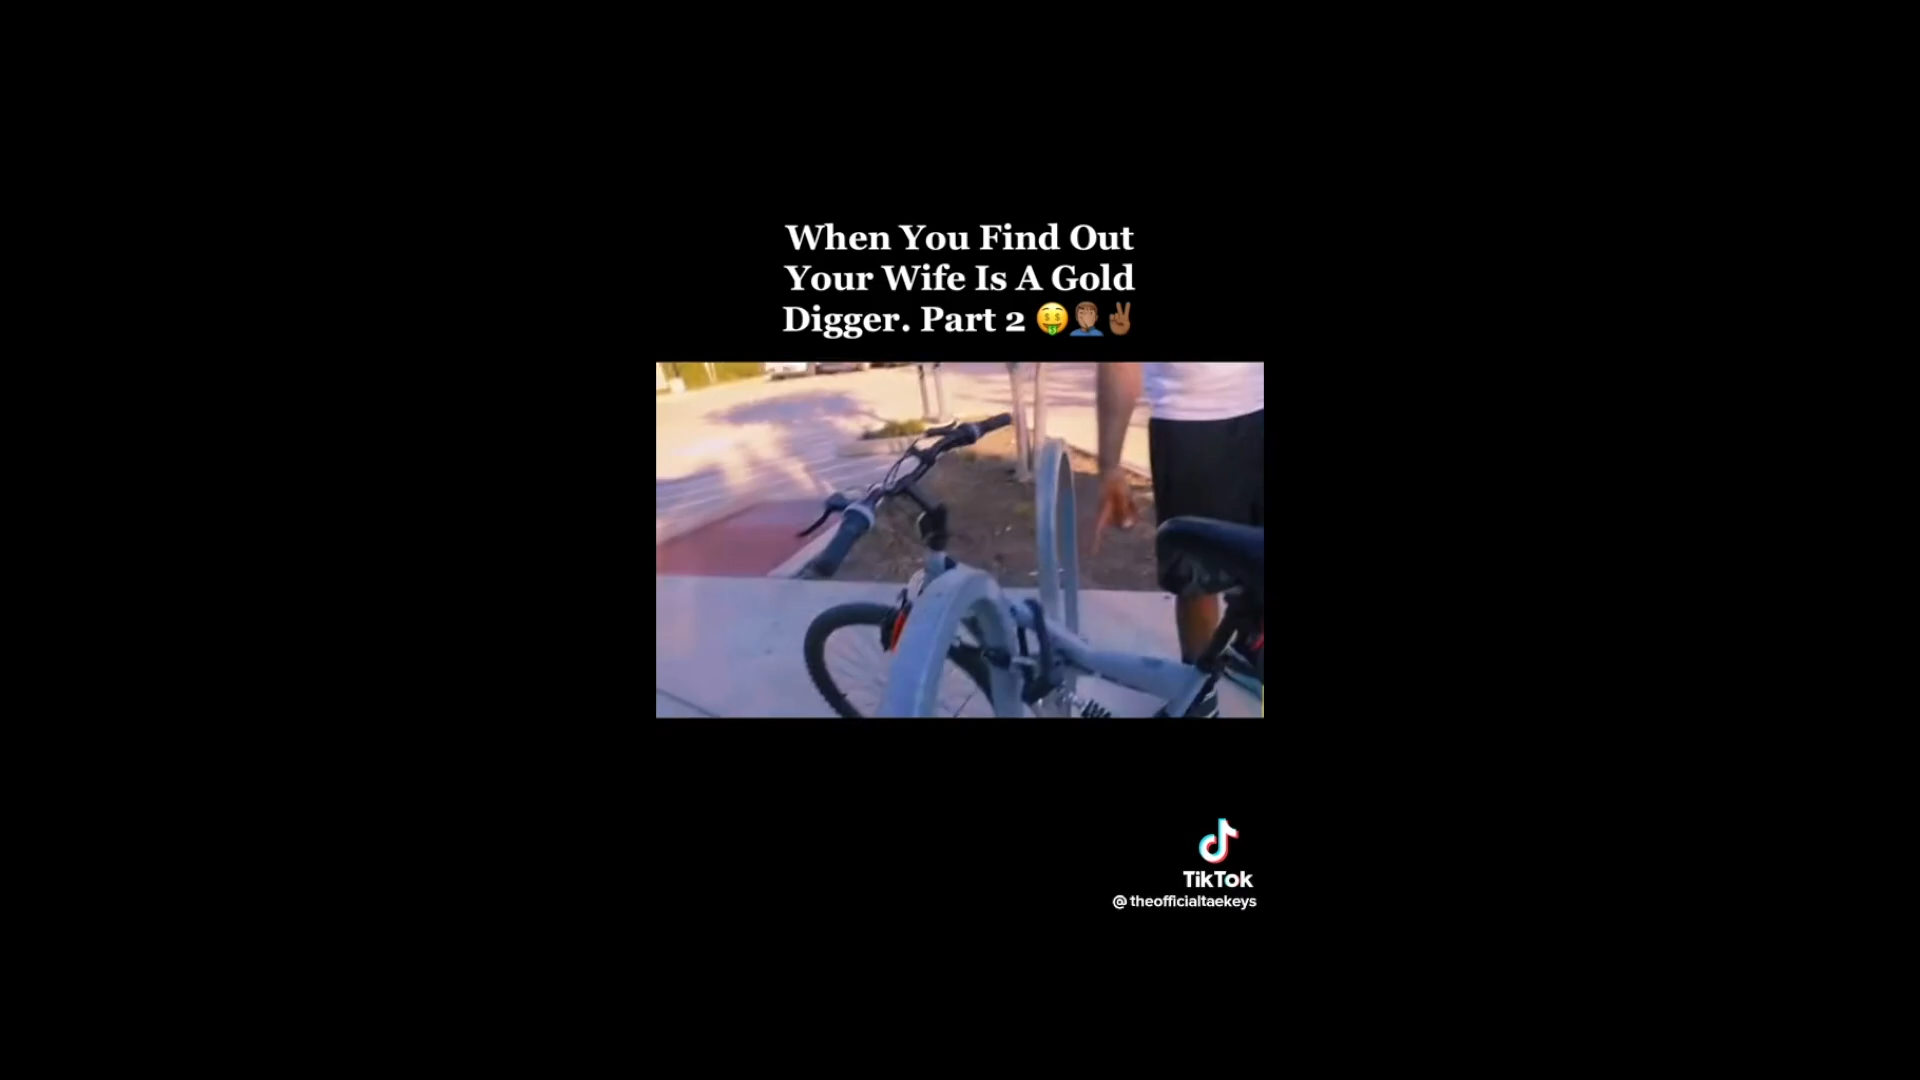 When You Find Out
Your Wife Is A Gold
Digger. Part 2 🤑🤦🏽‍♂️✌🏾
TikTok
@theofficialtaekeys